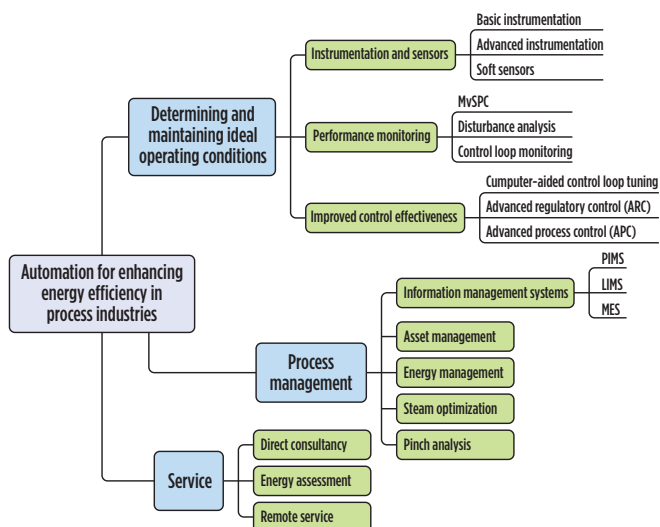 Basic instrumentation
Instrumentation and sensors
Advanced instrumentation
Soft sensors
Determining and
maintaining ideal
operating conditions
MvSPC
Performance monitoring
Disturbance analysis
Control loop monitoring
Cumputer-aided control loop tuning
Improved control effectiveness
Advanced regulatory control (ARC)
Advanced process control (APC)
Automation for enhancing
energy efficiency in
process industries
PIMS
Information management systems
LIMS
MES
Asset management
Process
management
Energy management
Steam optimization
Pinch analysis
Direct consultancy
Service
Energy assessment
Remote service